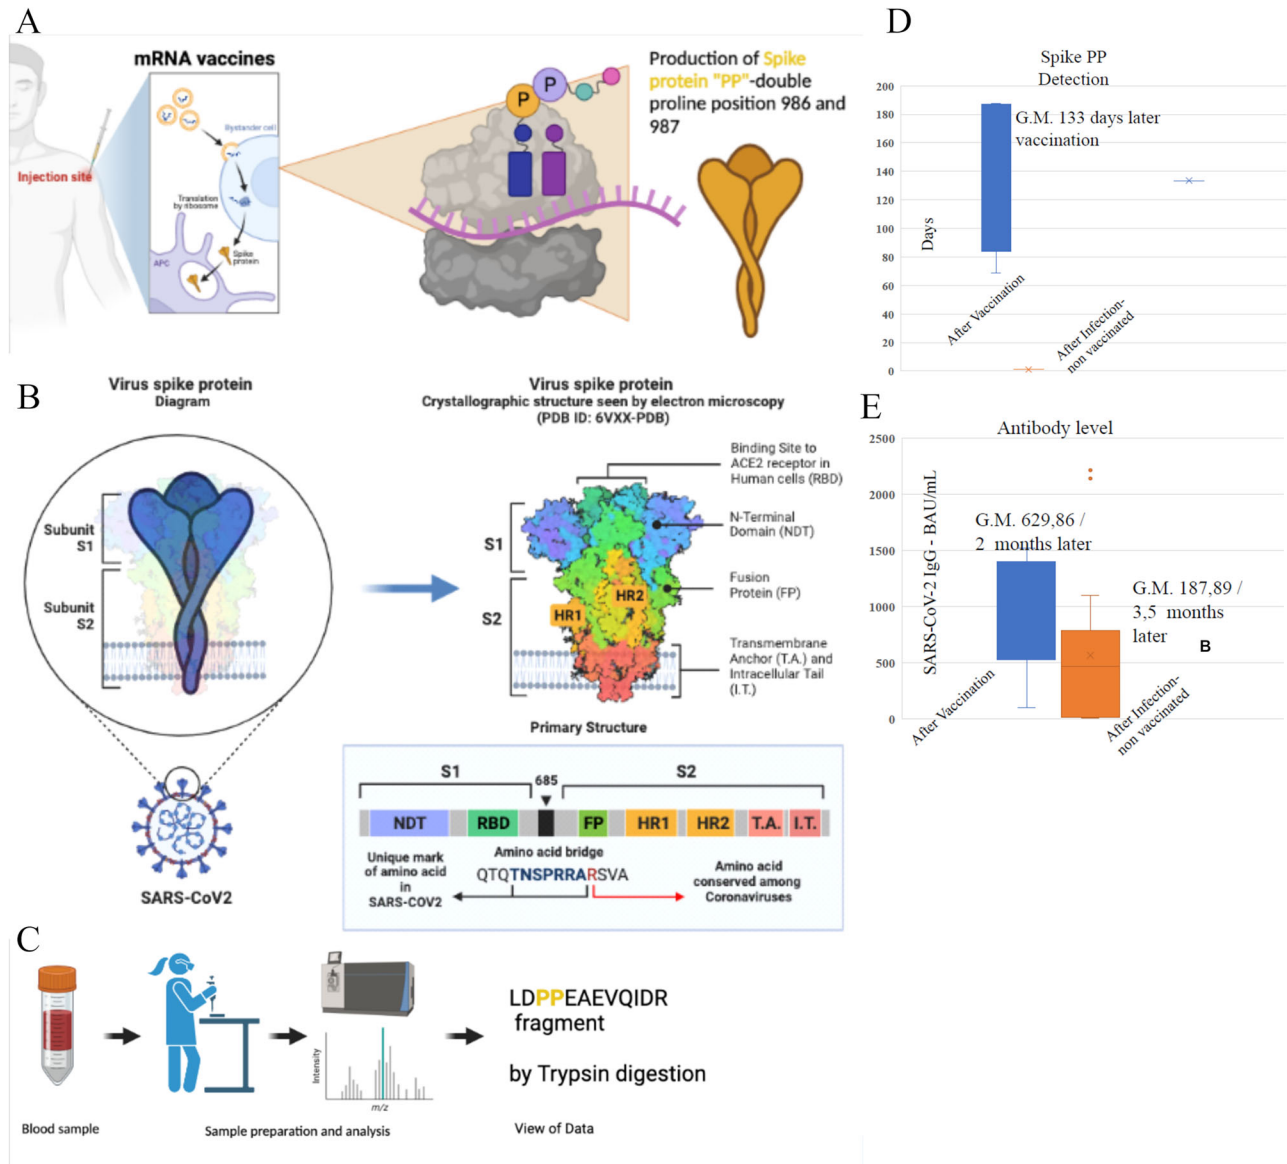 A
mRNA vaccines
Injection site
Bystander cell
Translation
by ribosome
Spike
protein
APC
P
P
Production of Spike
protein "PP"-double
proline position 986 and
987
B
Virus spike protein
Diagram
Subunit
S1
Subunit
S2
SARS-CoV2
Virus spike protein
Crystallographic structure seen by electron microscopy
(PDB ID: 6VXX-PDB)
S1
S2
HR1
HR2
Binding Site to
ACE2 receptor in
Human cells (RBD)
N-Terminal
Domain (NDT)
Fusion
Protein (FP)
Transmembrane
Anchor (T.A.) and
Intracellular Tail
(I.T.)
Primary Structure
S1
685
S2
NDT
RBD
FP
HR1
HR2
T.A.
I.T.
Unique mark
of amino acid
in
SARS-COV2
Amino acid bridge
QTQTNSPRRARSVA
Amino acid
conserved among
Coronaviruses
C
Blood sample
Intensity
m/z
Sample preparation and analysis
LDPPEAEVQIDR
fragment
by Trypsin digestion
View of Data
D
Spike PP
Detection
200
180
160
140
120
100
80
60
40
20
0
Days
G.M. 133 days later
vaccination
After Vaccination
After Infection-
non vaccinated
E
Antibody level
2500
2000
1500
1000
500
0
SARS-CoV-2 IgG - BAU/mL
G.M. 629,86 /
2 months later
G.M. 187,89 /
3,5 months
later
B
After Vaccination
After Infection-
non vaccinated